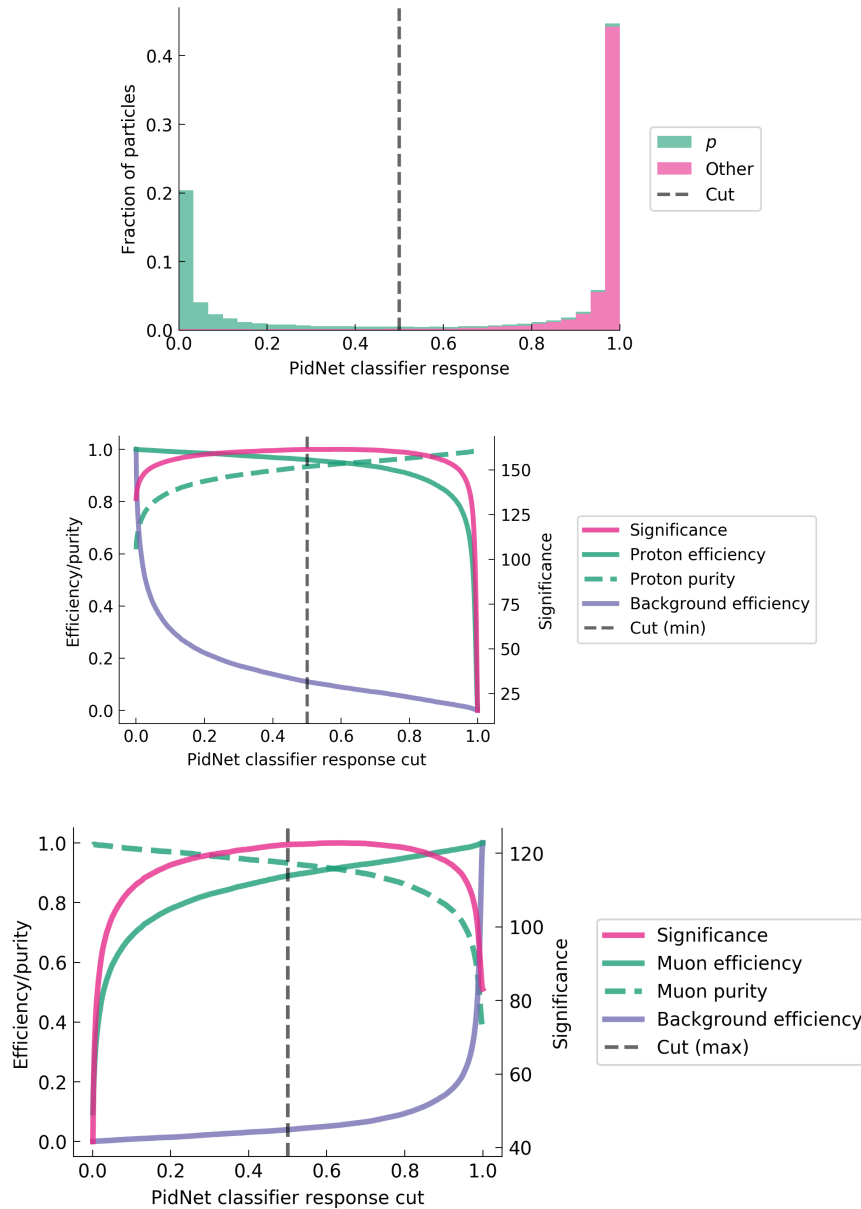 0.4
0.3
0.2
0.1
0.0
Fraction of particles
0.0 0.2 0.4 0.6 0.8 1.0
PidNet classifier response
p
Other
Cut
1.0
0.8
0.6
0.4
0.2
0.0
Efficiency/purity
150
125
100
75
50
25
Significance
0.0 0.2 0.4 0.6 0.8 1.0
PidNet classifier response cut
Significance
Proton efficiency
Proton purity
Background efficiency
Cut (min)
1.0
0.8
0.6
0.4
0.2
0.0
Efficiency/purity
120
100
80
60
40
Significance
0.0 0.2 0.4 0.6 0.8 1.0
PidNet classifier response cut
Significance
Muon efficiency
Muon purity
Background efficiency
Cut (max)